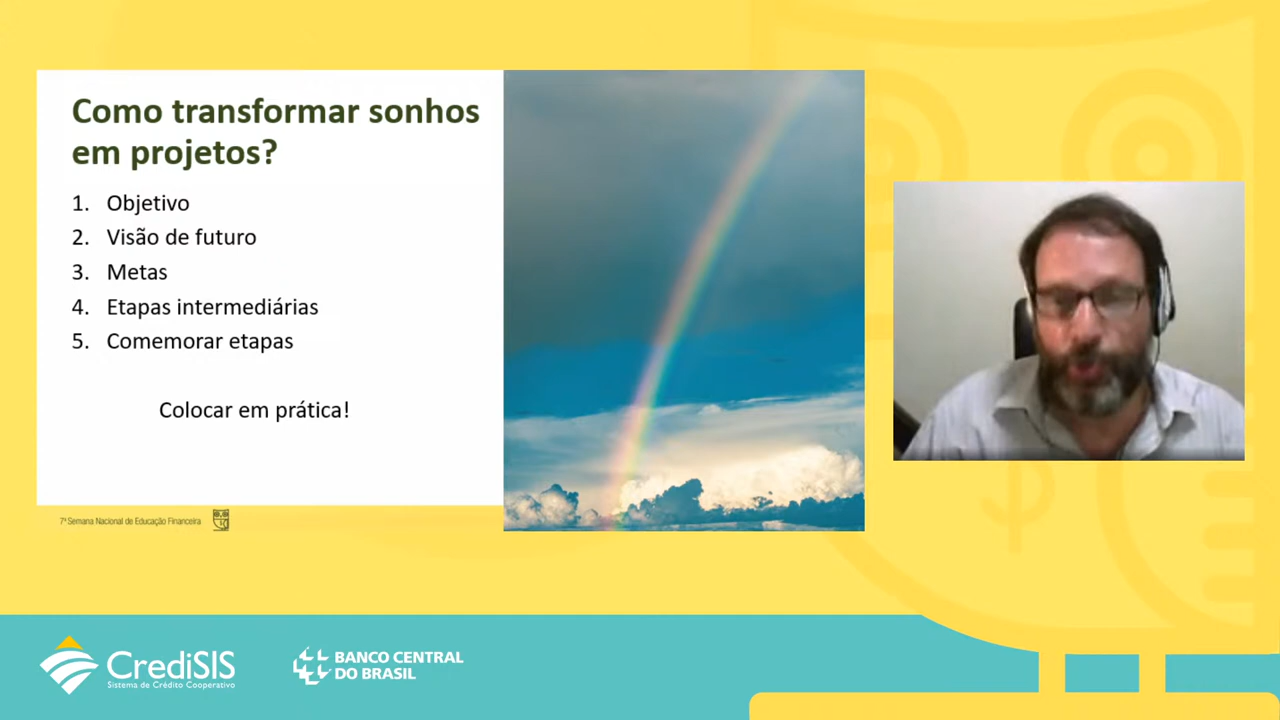 Como transformar sonhos
em projetos?
1. Objetivo
2. Visão de futuro
3. Metas
4. Etapas intermediárias
5. Comemorar etapas
Colocar em prática!
7ª Semana Nacional de Educação Financeira
CrediSIS
Sistema de Crédito Cooperativo
BANCO CENTRAL
DO BRASIL